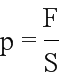 p = F/S